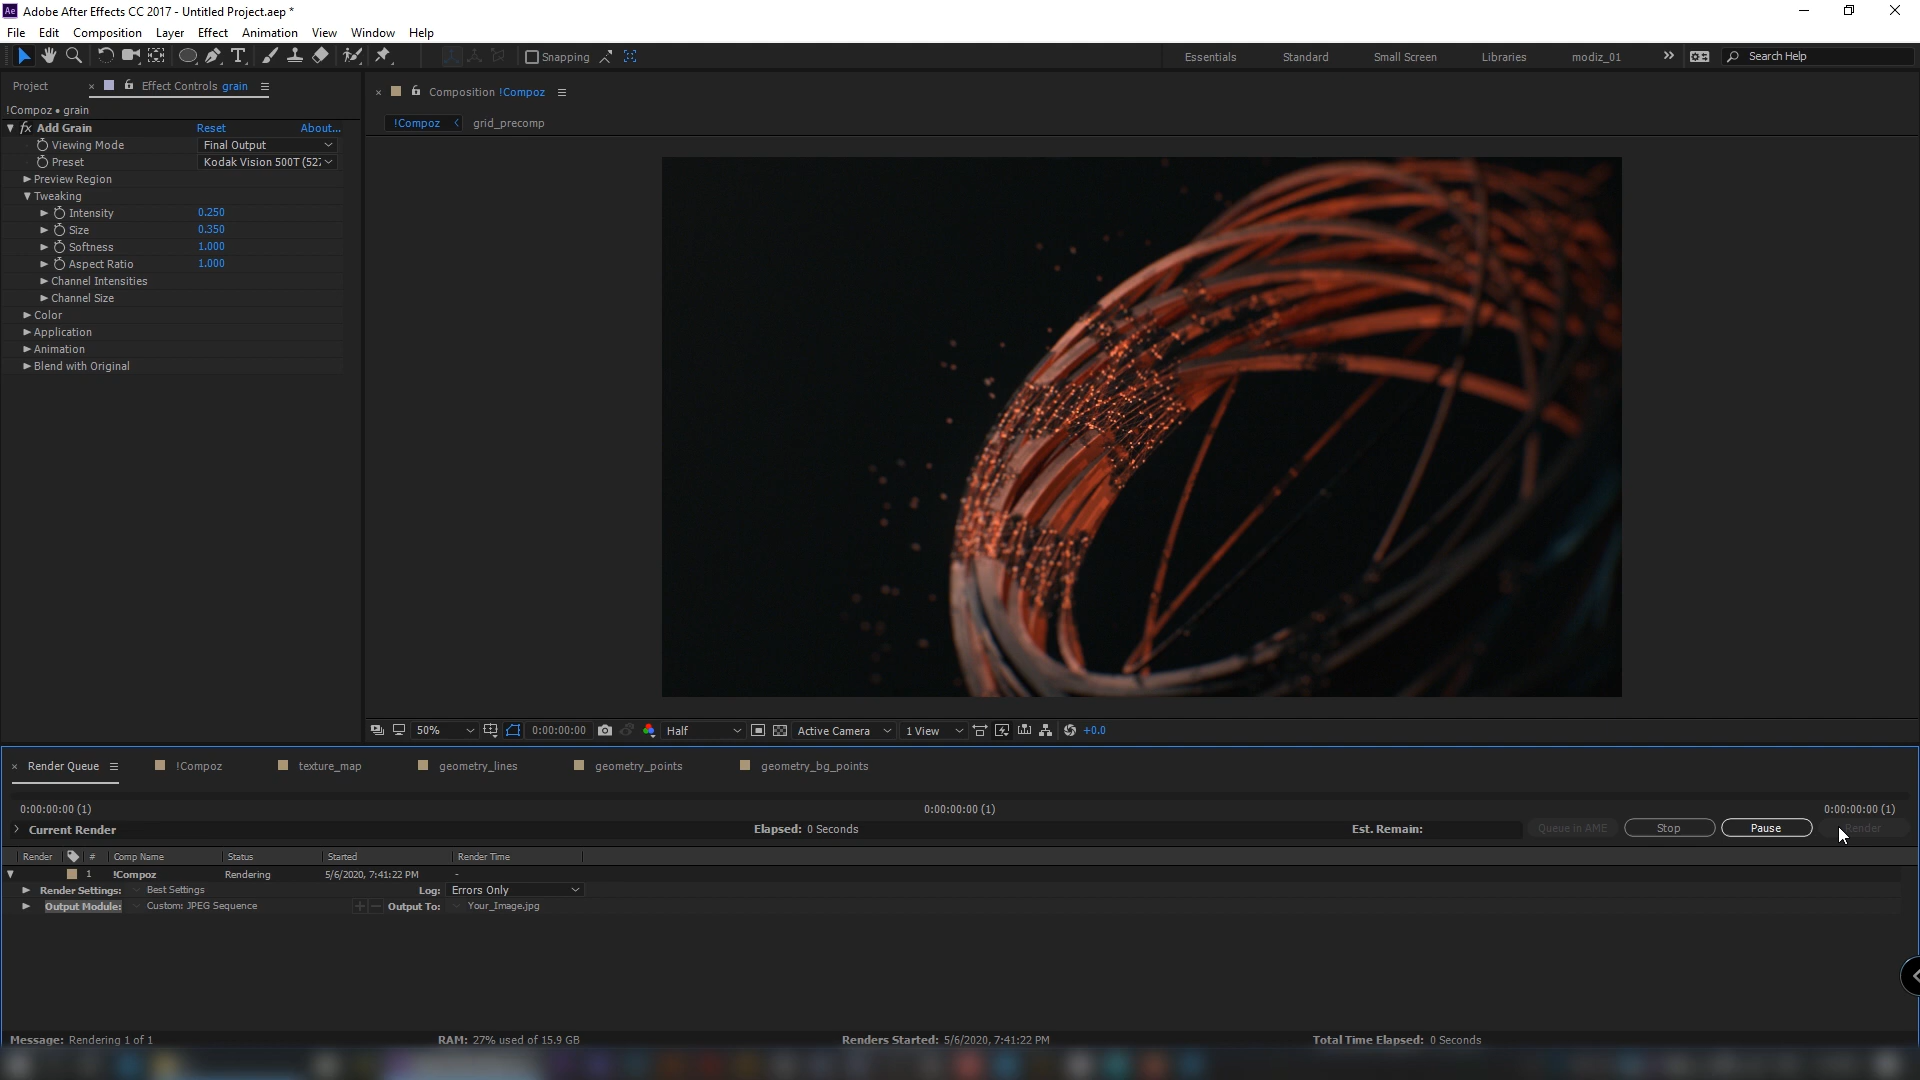 Ae Adobe After Effects CC 2017 - Untitled Project.aep *
File Edit Composition Layer Effect Animation View Window Help
Snapping Essentials Standard Small Screen Libraries modiz_01 Search Help
Project Effect Controls grain
!Compoz • grain
fx Add Grain Reset About...
Viewing Mode Final Output
Preset Kodak Vision 500T (527
Preview Region
Tweaking
Intensity 0.250
Size 0.350
Softness 1.000
Aspect Ratio 1.000
Channel Intensities
Channel Size
Color
Application
Animation
Blend with Original
Composition !Compoz
!Compoz grid_precomp
50% 0:00:00:00 Half Active Camera 1 View +0.0
Render Queue !Compoz texture_map geometry_lines geometry_points geometry_bg_points
0:00:00:00 (1) 0:00:00:00 (1) 0:00:00:00 (1)
Current Render Elapsed: 0 Seconds Est. Remain: Queue in AME Stop Pause Render
Render # Comp Name Status Started Render Time
1 !Compoz Rendering 5/6/2020, 7:41:22 PM -
Render Settings: Best Settings Log: Errors Only
Output Module: Custom: JPEG Sequence Output To: Your_Image.jpg
Message: Rendering 1 of 1 RAM: 27% used of 15.9 GB Renders Started: 5/6/2020, 7:41:22 PM Total Time Elapsed: 0 Seconds